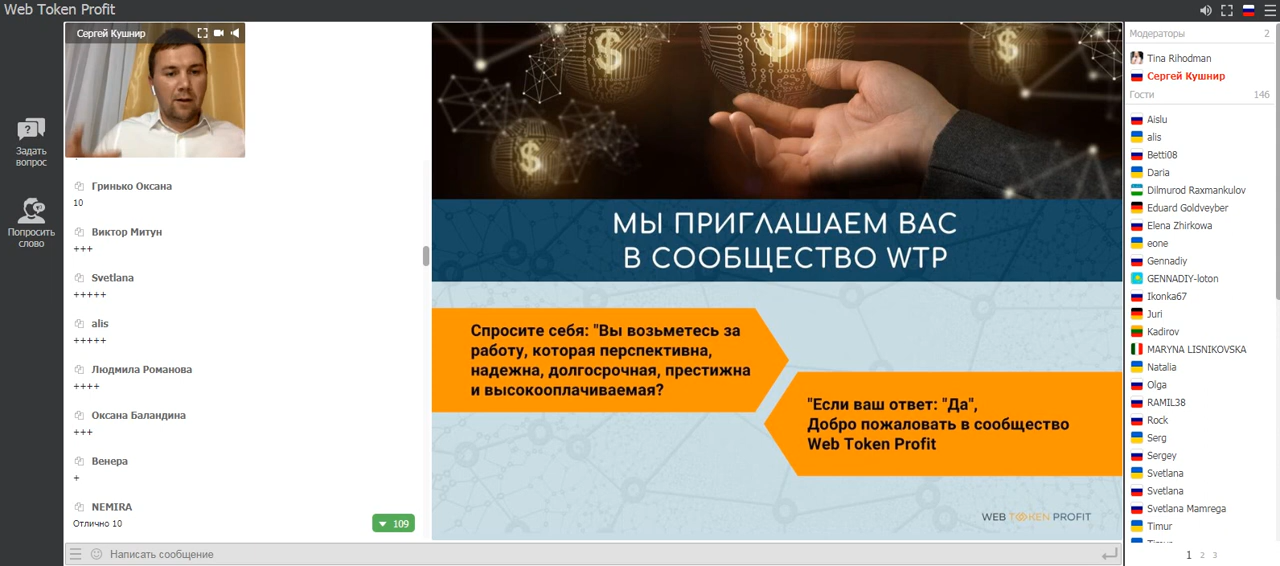 Web Token Profit
Сергей Кушнир
Задать
вопрос
Попросить
слово
Гринько Оксана
10
Виктор Митун
+++
Svetlana
+++++
alis
+++++
Людмила Романова
++++
Оксана Баландина
+++
Венера
+
NEMIRA
Отлично 10
109
Написать сообщение
МЫ ПРИГЛАШАЕМ ВАС
В СООБЩЕСТВО WTP
Спросите себя: "Вы возьметесь за
работу, которая перспективна,
надежна, долгосрочная, престижна
и высокооплачиваемая?
"Если ваш ответ: "Да",
Добро пожаловать в сообщество
Web Token Profit
WEB TOKEN PROFIT
Модераторы 2
Tina Rihodman
Сергей Кушнир
Гости 146
Aislu
alis
Betti08
Daria
Dilmurod Raxmankulov
Eduard Goldveyber
Elena Zhirkowa
eone
Gennadiy
GENNADIY-loton
Ikonka67
Juri
Kadirov
MARYNA LISNIKOVSKA
Natalia
Olga
RAMIL38
Rock
Serg
Sergey
Svetlana
Svetlana
Svetlana Mamrega
Timur
1 2 3